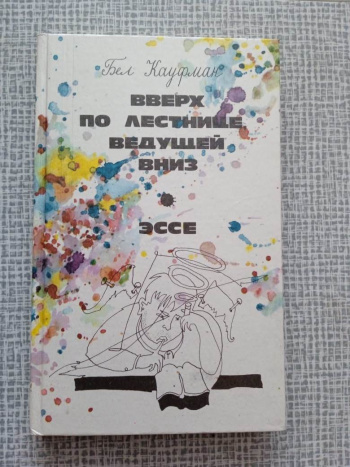 Бел Кауфман
ВВЕРХ
ПО ЛЕСТНИЦЕ,
ВЕДУЩЕЙ
ВНИЗ
ЭССЕ